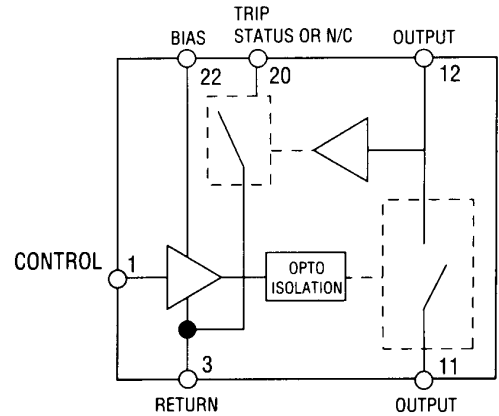 TRIP
BIAS STATUS OR N/C OUTPUT
22 20 12
CONTROL 1
OPTO
ISOLATION
3 11
RETURN OUTPUT